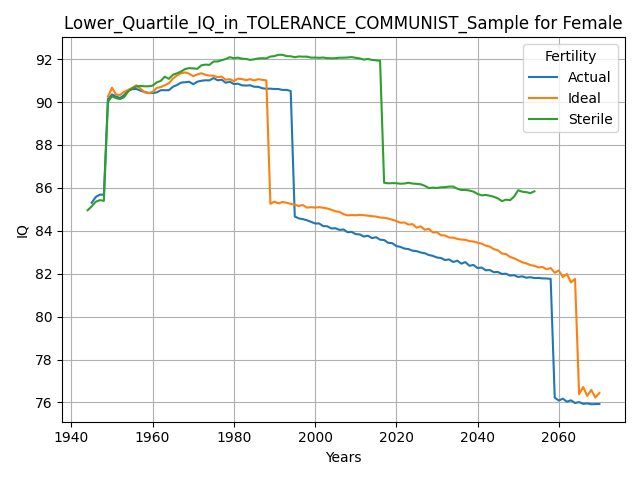 Lower_Quartile_IQ_in_TOLERANCE_COMMUNIST_Sample for Female
Fertility
Actual
Ideal
Sterile
IQ
92
90
88
86
84
82
80
78
76
1940
1960
1980
2000
2020
2040
2060
Years